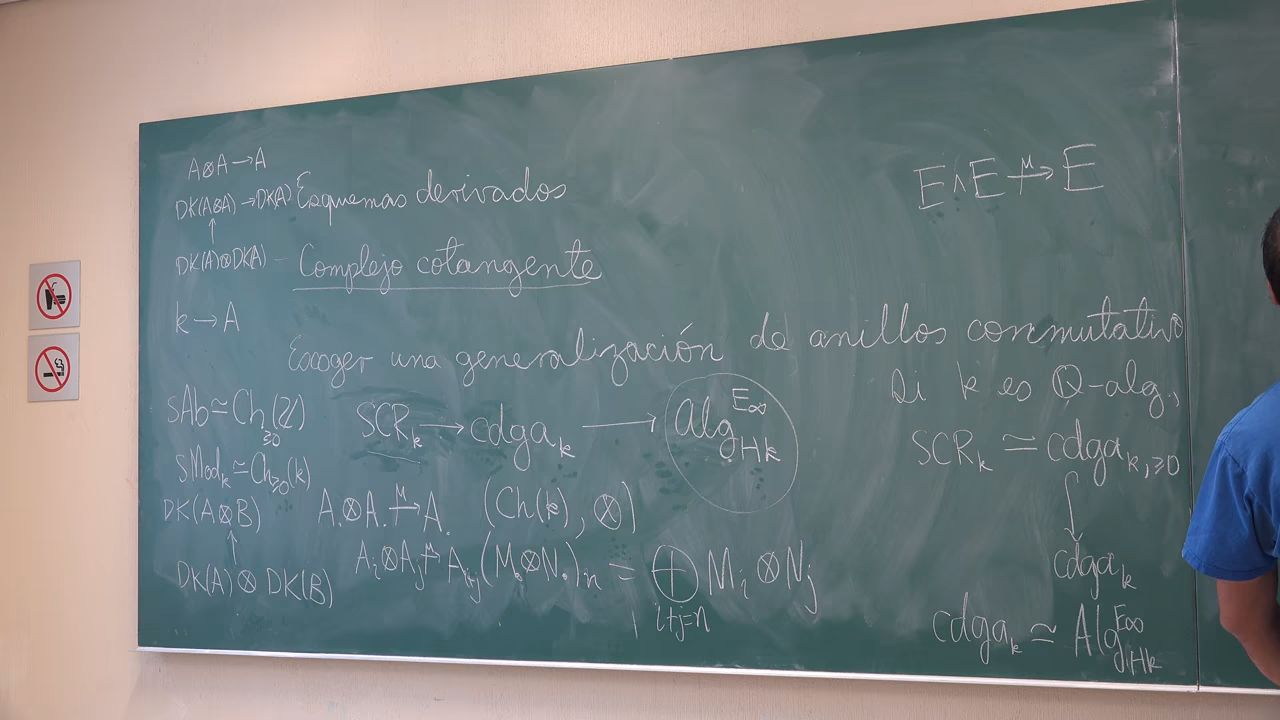 A⊗A → A
DK(A⊗A) → DK(A)
↑
DK(A)⊗DK(A)
k → A
sAb ≃ Ch≥0(Z)
sMod_k ≃ Ch≥0(k)
DK(A⊗B)
↑
DK(A) ⊗ DK(B)
Esquemas derivados
- Complejo cotangente
Escoger una generalización de anillos conmutativo
SCR_k → cdga_k → Alg^{E∞}_{Hk}
A.⊗A. →^μ A. (Ch(k), ⊗)
A_i⊗A_j →^μ A_{i+j} (M.⊗N.)_n = ⊕_{i+j=n} M_i ⊗ N_j
E∧E →^μ E
Si k es Q-alg.,
SCR_k ≃ cdga_{k,≥0}
↓
cdga_k
cdga_k ≃ Alg^{E∞}_{Hk}